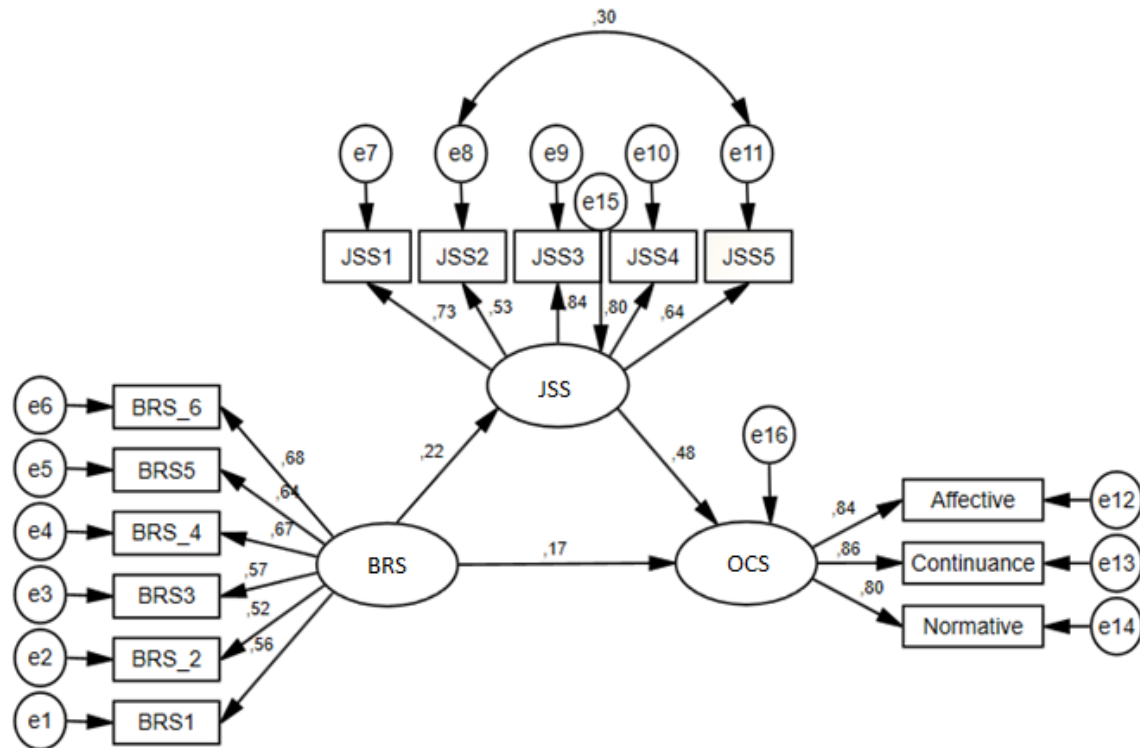 ,30
e7 e8 e9 e10 e11
e15
JSS1 JSS2 JSS3 JSS4 JSS5
,73 ,53 ,84 ,80 ,64
JSS
e6 BRS_6
e5 BRS5
e4 BRS_4
e3 BRS3
e2 BRS_2
e1 BRS1
,68
,64
,67
,57
,52
,56
BRS
,22
,48
,17
e16
OCS
,84
,86
,80
Affective e12
Continuance e13
Normative e14